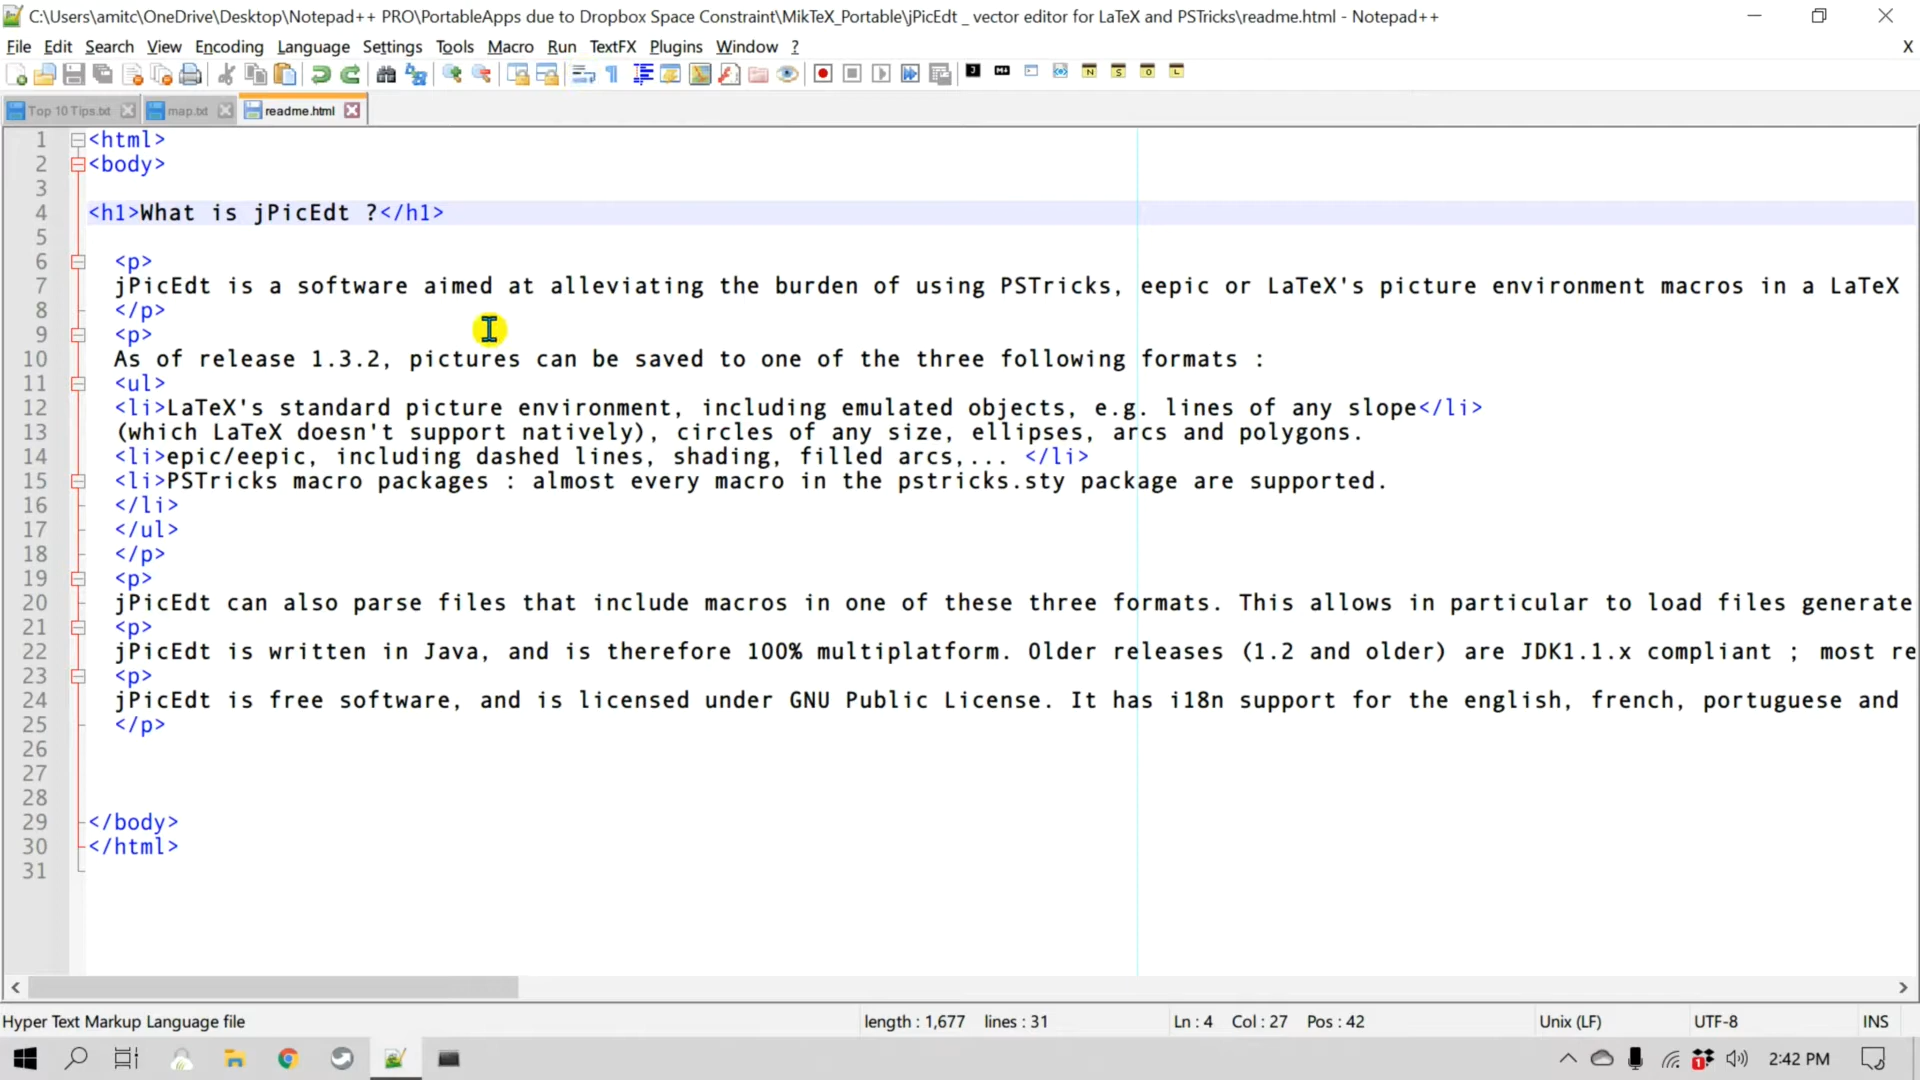 C:\Users\amitc\OneDrive\Desktop\Notepad++ PRO\PortableApps due to Dropbox Space Constraint\MikTeX_Portable\jPicEdt _ vector editor for LaTeX and PSTricks\readme.html - Notepad++
File Edit Search View Encoding Language Settings Tools Macro Run TextFX Plugins Window ? X
Top 10 Tips.txt map.txt readme.html
1 <html>
2 <body>
3
4 <h1>What is jPicEdt ?</h1>
5
6 <p>
7 jPicEdt is a software aimed at alleviating the burden of using PSTricks, eepic or LaTeX's picture environment macros in a LaTeX
8 </p>
9 <p>
10 As of release 1.3.2, pictures can be saved to one of the three following formats :
11 <ul>
12 <li>LaTeX's standard picture environment, including emulated objects, e.g. lines of any slope</li>
13 (which LaTeX doesn't support natively), circles of any size, ellipses, arcs and polygons.
14 <li>epic/eepic, including dashed lines, shading, filled arcs,... </li>
15 <li>PSTricks macro packages : almost every macro in the pstricks.sty package are supported.
16 </li>
17 </ul>
18 </p>
19 <p>
20 jPicEdt can also parse files that include macros in one of these three formats. This allows in particular to load files generate
21 <p>
22 jPicEdt is written in Java, and is therefore 100% multiplatform. Older releases (1.2 and older) are JDK1.1.x compliant ; most re
23 <p>
24 jPicEdt is free software, and is licensed under GNU Public License. It has i18n support for the english, french, portuguese and
25 </p>
26
27
28
29 </body>
30 </html>
31
Hyper Text Markup Language file length : 1,677 lines : 31 Ln : 4 Col : 27 Pos : 42 Unix (LF) UTF-8 INS
2:42 PM